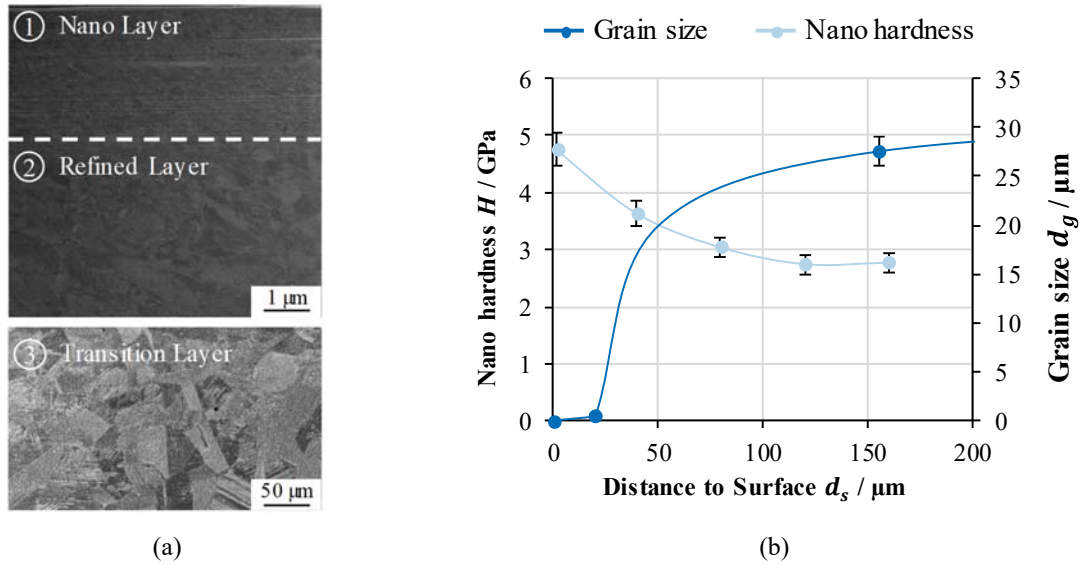 ① Nano Layer
② Refined Layer
1 μm
③ Transition Layer
50 μm
(a)
Grain size
Nano hardness
Nano hardness H / GPa
6
5
4
3
2
1
0
35
30
25
20
15
10
5
0
Grain size d_g / μm
0 50 100 150 200
Distance to Surface d_s / μm
(b)